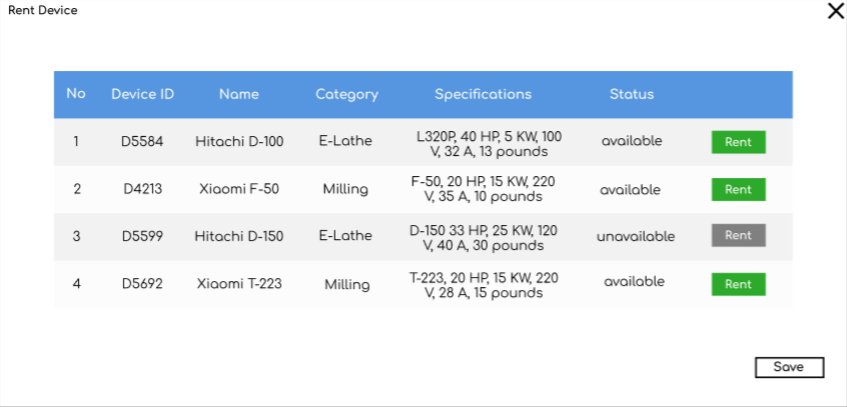 Rent Device
No Device ID Name Category Specifications Status
1 D5584 Hitachi D-100 E-Lathe L320P, 40 HP, 5 KW, 100
V, 32 A, 13 pounds available Rent
2 D4213 Xiaomi F-50 Milling F-50, 20 HP, 15 KW, 220
V, 35 A, 10 pounds available Rent
3 D5599 Hitachi D-150 E-Lathe D-150 33 HP, 25 KW, 120
V, 40 A, 30 pounds unavailable Rent
4 D5692 Xiaomi T-223 Milling T-223, 20 HP, 15 KW, 220
V, 28 A, 15 pounds available Rent
Save